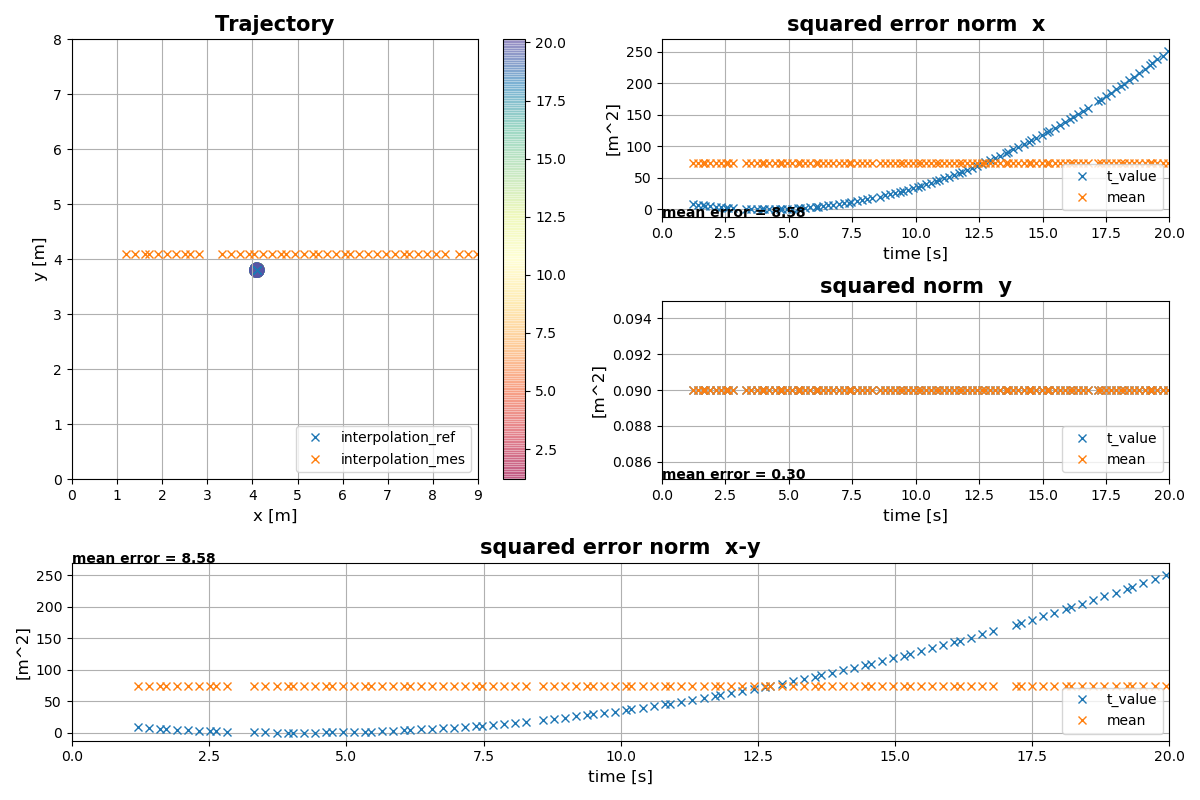 Trajectory
8
7
6
5
4
3
2
1
0
y [m]
0 1 2 3 4 5 6 7 8 9
x [m]
interpolation_ref
interpolation_mes
20.0
17.5
15.0
12.5
10.0
7.5
5.0
2.5
squared error norm x
250
200
150
100
50
0
[m^2]
mean error = 8.58
t_value
mean
0.0 2.5 5.0 7.5 10.0 12.5 15.0 17.5 20.0
time [s]
squared norm y
0.094
0.092
0.090
0.088
0.086
[m^2]
mean error = 0.30
t_value
mean
0.0 2.5 5.0 7.5 10.0 12.5 15.0 17.5 20.0
time [s]
squared error norm x-y
mean error = 8.58
250
200
150
100
50
0
[m^2]
t_value
mean
0.0 2.5 5.0 7.5 10.0 12.5 15.0 17.5 20.0
time [s]